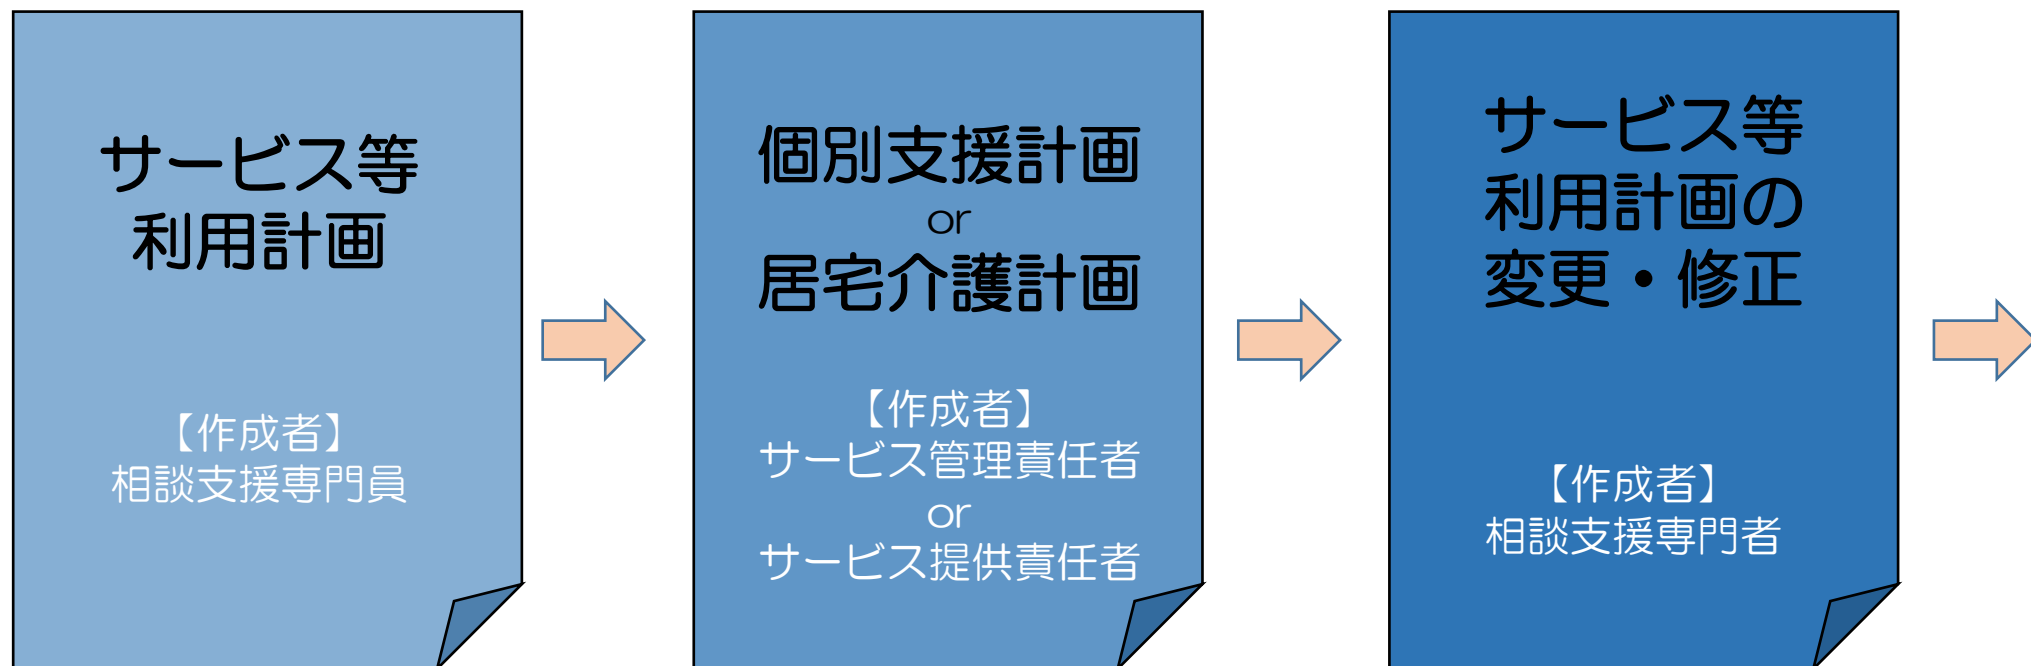 サービス等
利用計画
【作成者】
相談支援専門員
個別支援計画
or
居宅介護計画
【作成者】
サービス管理責任者
or
サービス提供責任者
サービス等
利用計画の
変更・修正
【作成者】
相談支援専門者